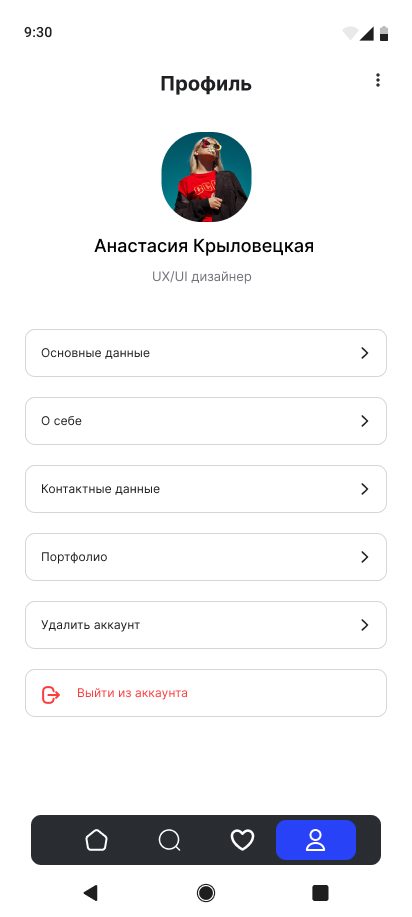 9:30
Профиль
Анастасия Крыловецкая
UX/UI дизайнер
Основные данные
О себе
Контактные данные
Портфолио
Удалить аккаунт
Выйти из аккаунта